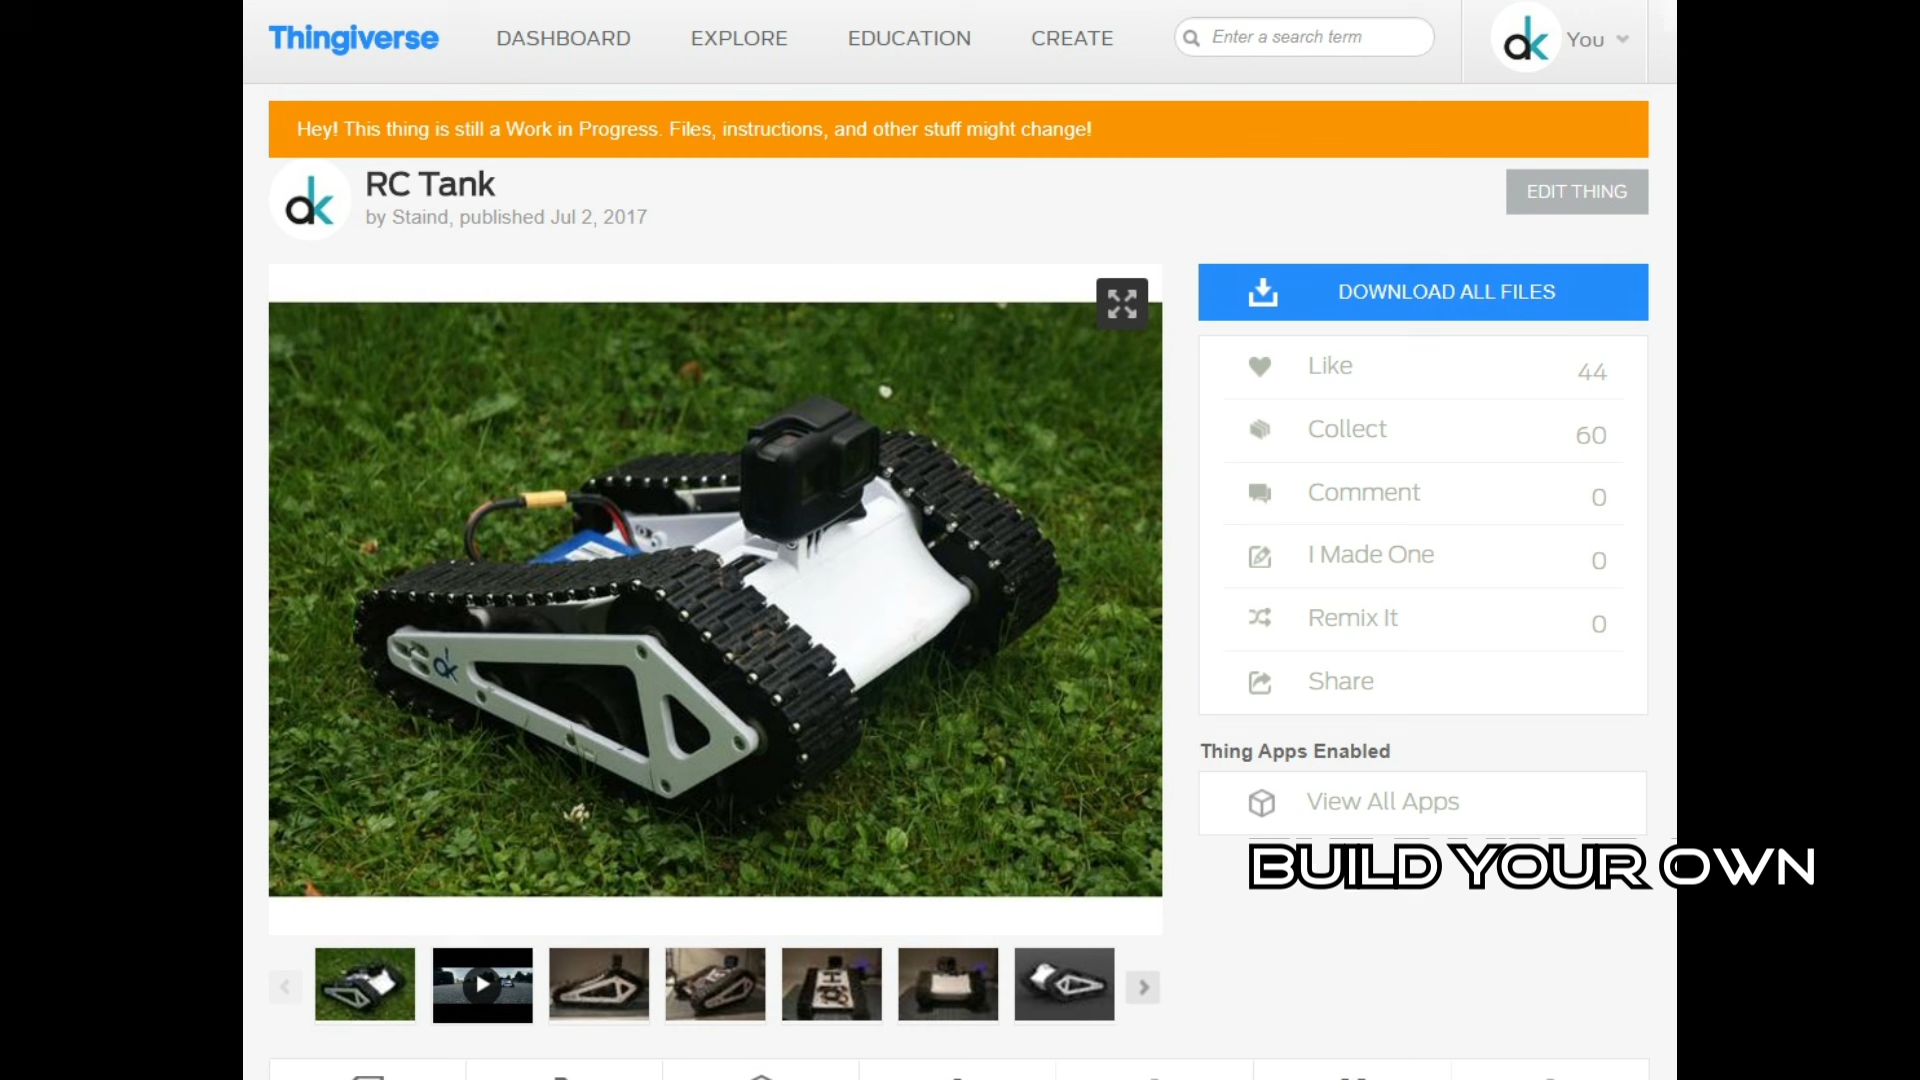 Thingiverse
DASHBOARD
EXPLORE
EDUCATION
CREATE
Enter a search term
dk
You
Hey! This thing is still a Work in Progress. Files, instructions, and other stuff might change!
dk
RC Tank
by Staind, published Jul 2, 2017
EDIT THING
DOWNLOAD ALL FILES
Like 44
Collect 60
Comment 0
I Made One 0
Remix It 0
Share
dk
Thing Apps Enabled
View All Apps
BUILD YOUR OWN